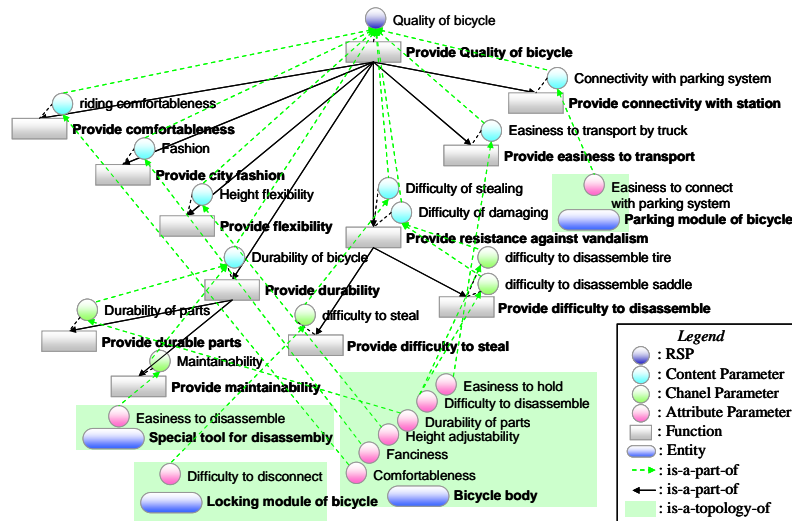 Quality of bicycle
Provide Quality of bicycle
Connectivity with parking system
riding comfortableness
Provide connectivity with station
Provide comfortableness
Easiness to transport by truck
Fashion
Provide easiness to transport
Provide city fashion
Height flexibility
Difficulty of stealing
Easiness to connect
with parking system
Difficulty of damaging
Provide flexibility
Parking module of bicycle
Provide resistance against vandalism
Durability of bicycle
difficulty to disassemble tire
Provide durability
difficulty to disassemble saddle
Durability of parts
difficulty to steal
Provide difficulty to disassemble
Provide durable parts
Provide difficulty to steal
Maintainability
Provide maintainability
Easiness to hold
Difficulty to disassemble
Easiness to disassemble
Durability of parts
Special tool for disassembly
Height adjustability
Fanciness
Difficulty to disconnect
Comfortableness
Locking module of bicycle
Bicycle body
Legend
: RSP
: Content Parameter
: Chanel Parameter
: Attribute Parameter
: Function
: Entity
: is-a-part-of
: is-a-part-of
: is-a-topology-of